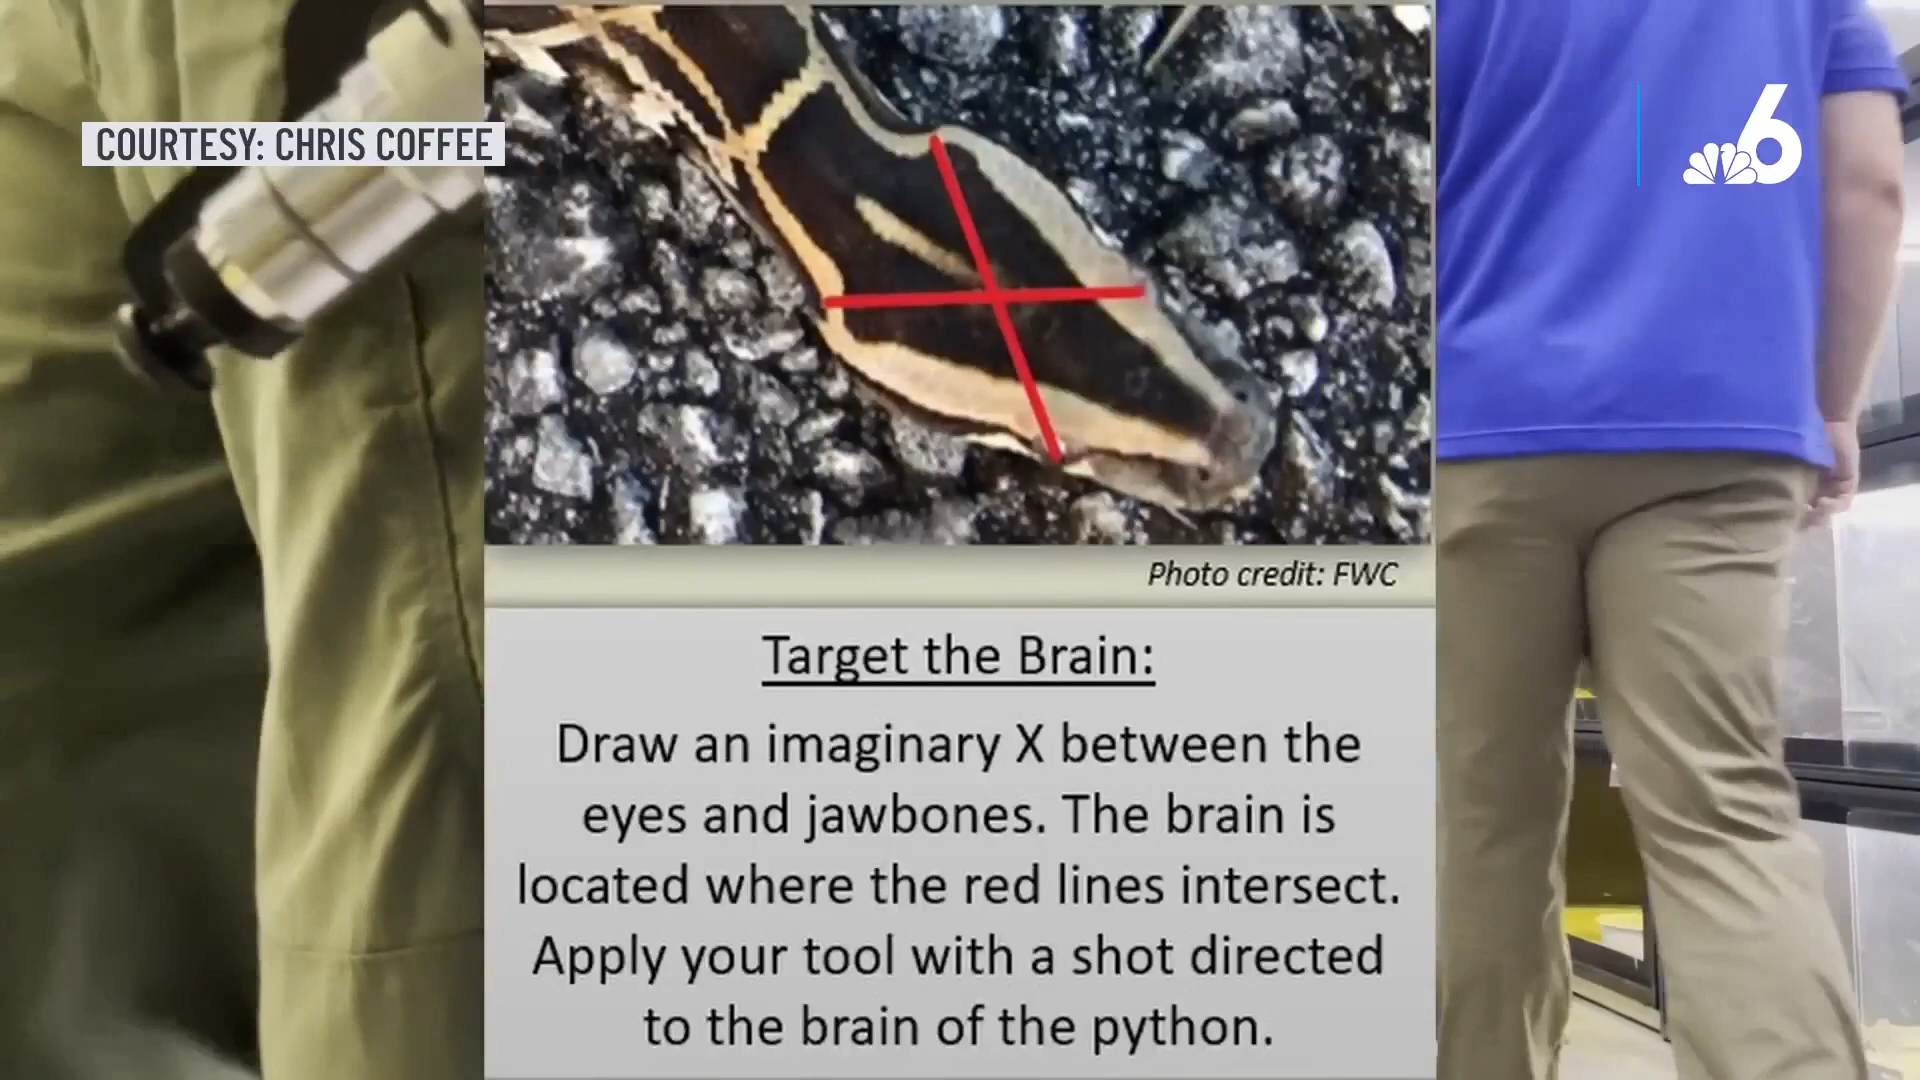 COURTESY: CHRIS COFFEE
6
Photo credit: FWC
Target the Brain:
Draw an imaginary X between the
eyes and jawbones. The brain is
located where the red lines intersect.
Apply your tool with a shot directed
to the brain of the python.